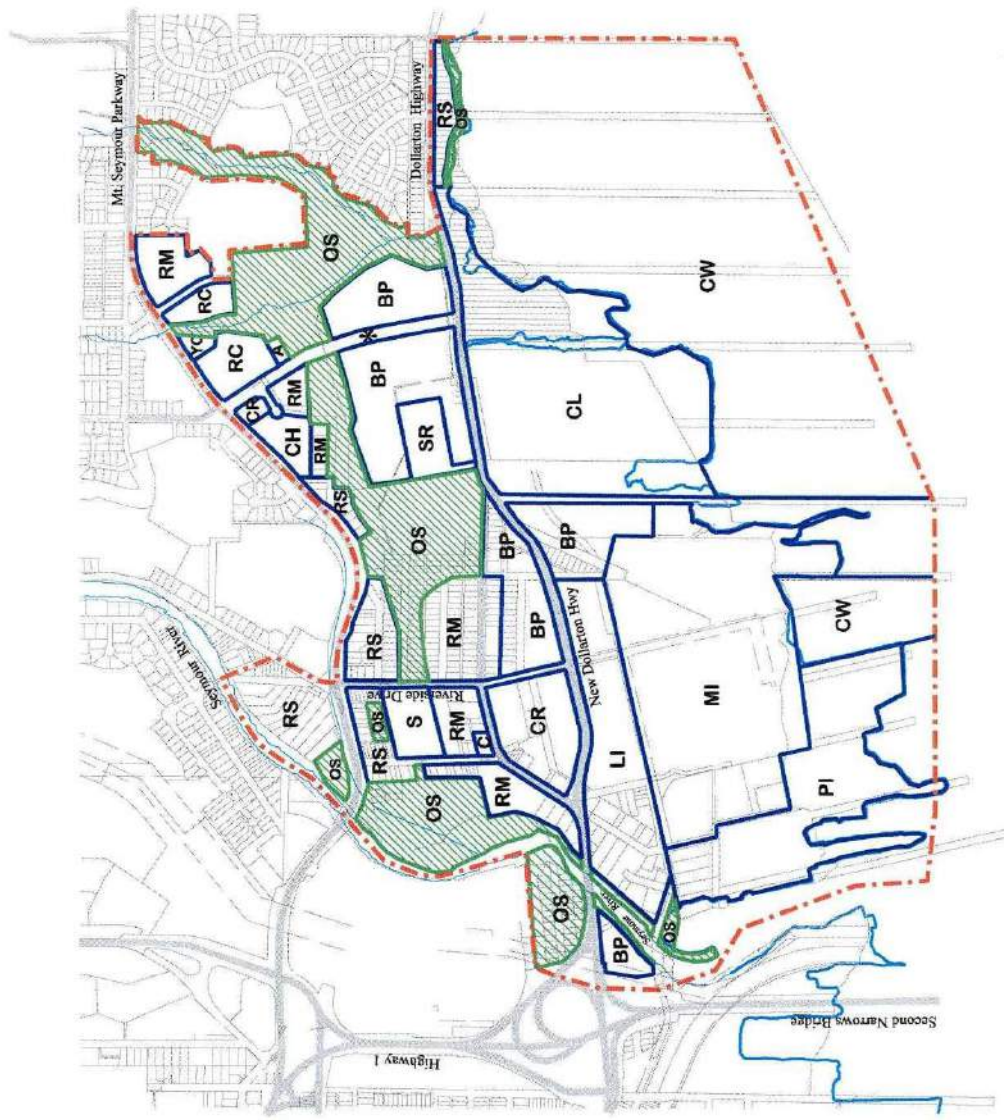 Mt. Seymour Parkway
Dollarton Highway
RS
OS
RM
RC
OS
BP
CW
RC
A
*
CR
RM
BP
CH
RM
SR
CL
RS
OS
BP
BP
Seymour River
RS
RM
BP
New Dollarton Hwy
CW
Riverside Drive
RS
OS
S
RM
CR
MI
OS
RS
C
LI
OS
RM
PI
OS
Seymour River
BP
OS
Highway 1
Second Narrows Bridge